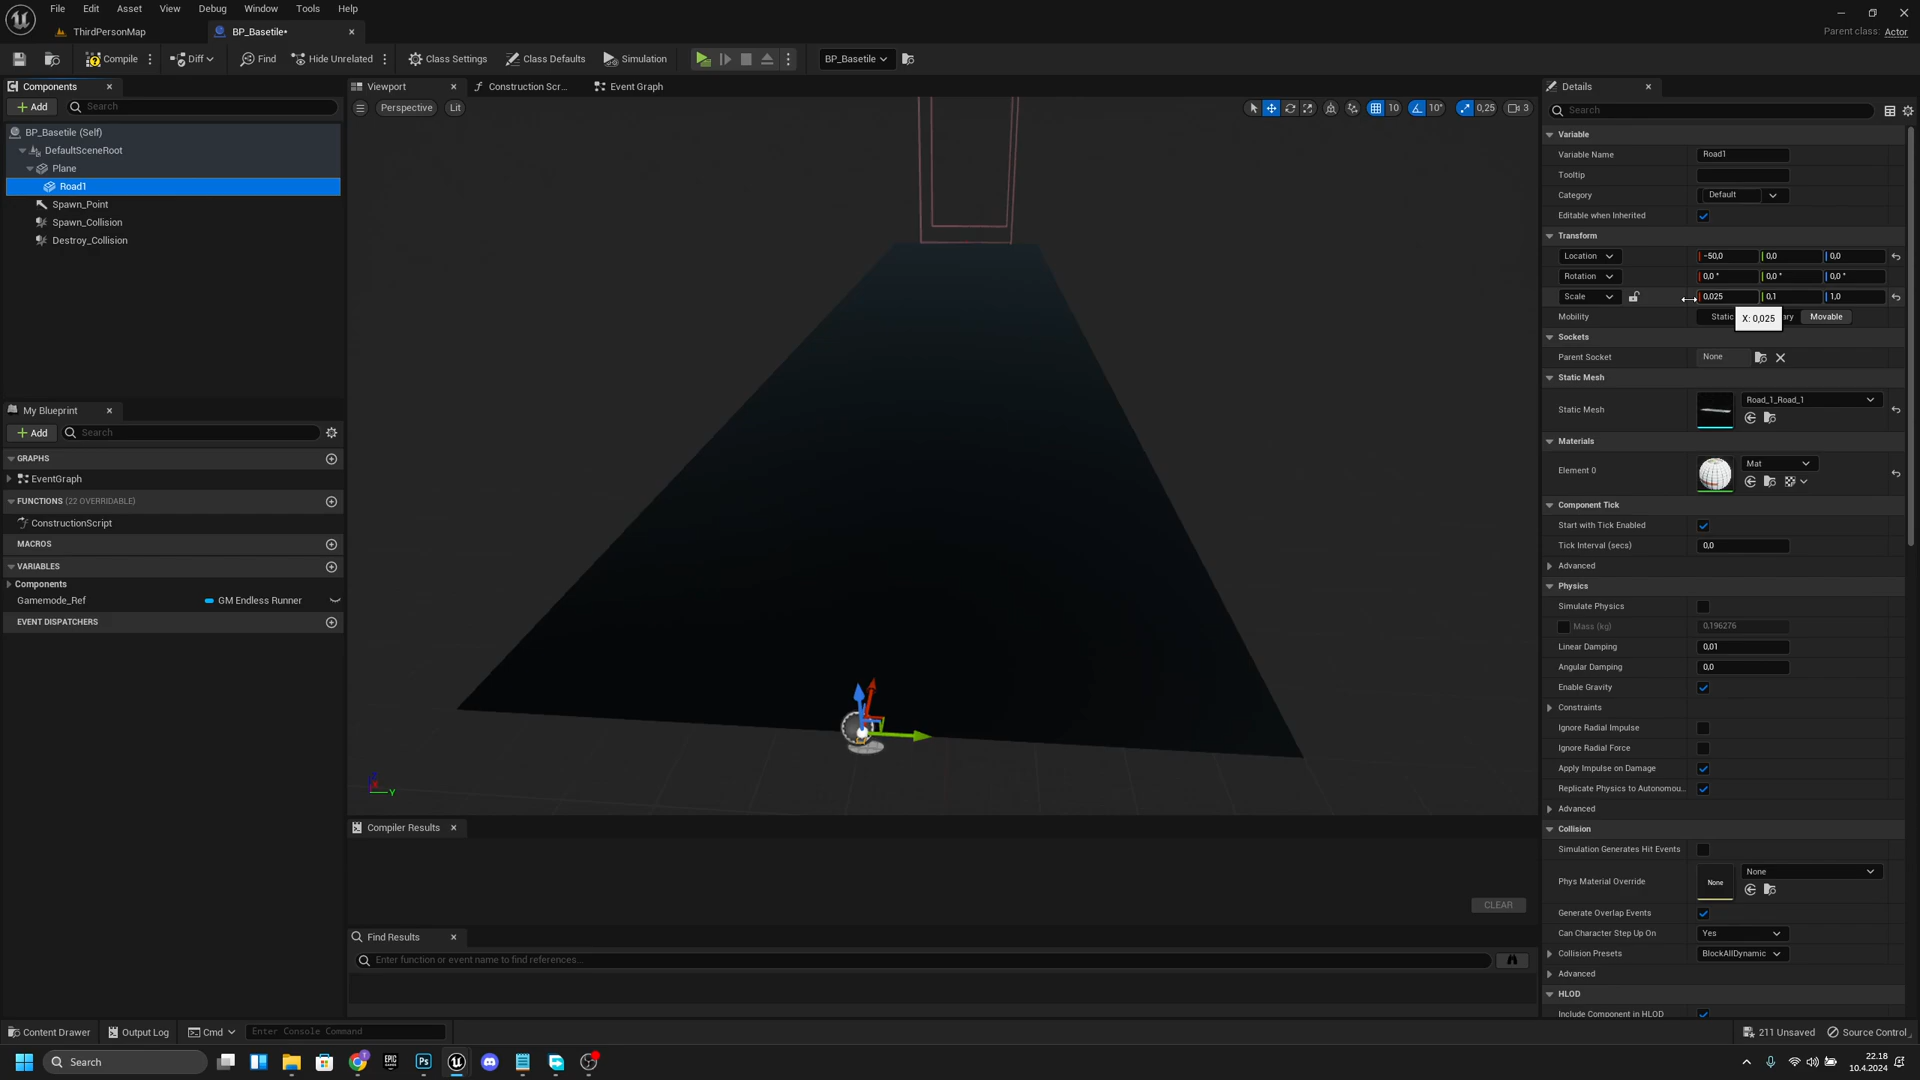 File Edit Asset View Debug Window Tools Help
ThirdPersonMap BP_Basetile•
Parent class: Actor
Compile Diff Find Hide Unrelated Class Settings Class Defaults Simulation BP_Basetile
Components
Add Search
BP_Basetile (Self)
DefaultSceneRoot
Plane
Road1
Spawn_Point
Spawn_Collision
Destroy_Collision
My Blueprint
Add Search
GRAPHS
EventGraph
FUNCTIONS (22 OVERRIDABLE)
ConstructionScript
MACROS
VARIABLES
Components
Gamemode_Ref GM Endless Runner
EVENT DISPATCHERS
Viewport Construction Scr... Event Graph
Perspective Lit 10 10° 0,25 3
Z
Y
Compiler Results
CLEAR
Find Results
Enter function or event name to find references...
Details
Search
Variable
Variable Name Road1
Tooltip
Category Default
Editable when Inherited
Transform
Location -50,0 0,0 0,0
Rotation 0,0 ° 0,0 ° 0,0 °
Scale 0,025 0,1 1,0
Mobility Static ary Movable
X: 0,025
Sockets
Parent Socket None
Static Mesh
Static Mesh Road_1_Road_1
Materials
Element 0 Mat
Component Tick
Start with Tick Enabled
Tick Interval (secs) 0,0
Advanced
Physics
Simulate Physics
Mass (kg) 0,196276
Linear Damping 0,01
Angular Damping 0,0
Enable Gravity
Constraints
Ignore Radial Impulse
Ignore Radial Force
Apply Impulse on Damage
Replicate Physics to Autonomou...
Advanced
Collision
Simulation Generates Hit Events
Phys Material Override None None
Generate Overlap Events
Can Character Step Up On Yes
Collision Presets BlockAllDynamic
Advanced
HLOD
Include Component in HLOD
Content Drawer Output Log Cmd Enter Console Command 211 Unsaved Source Control
Search
22.18
10.4.2024